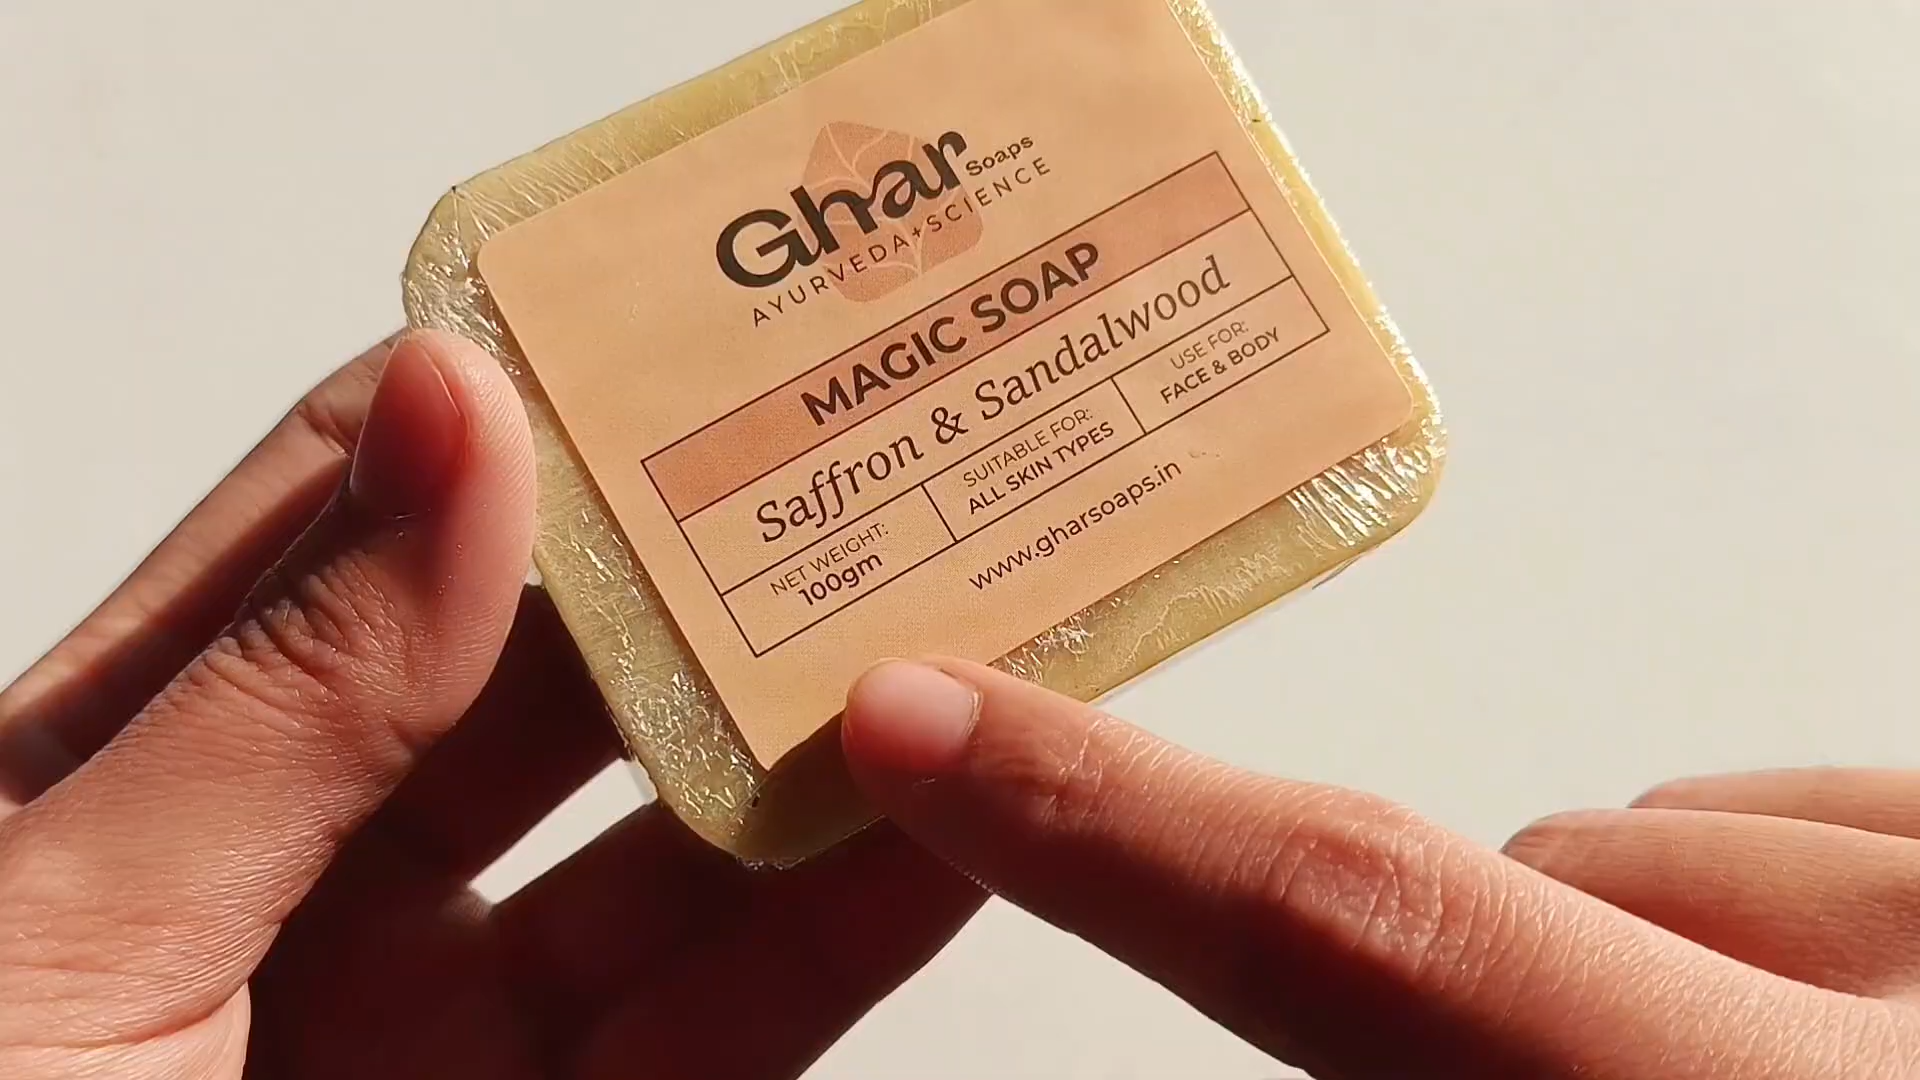 Ghar Soaps
AYURVEDA+SCIENCE
MAGIC SOAP
Saffron & Sandalwood
NET WEIGHT:
100gm
SUITABLE FOR:
ALL SKIN TYPES
USE FOR:
FACE & BODY
www.gharsoaps.in